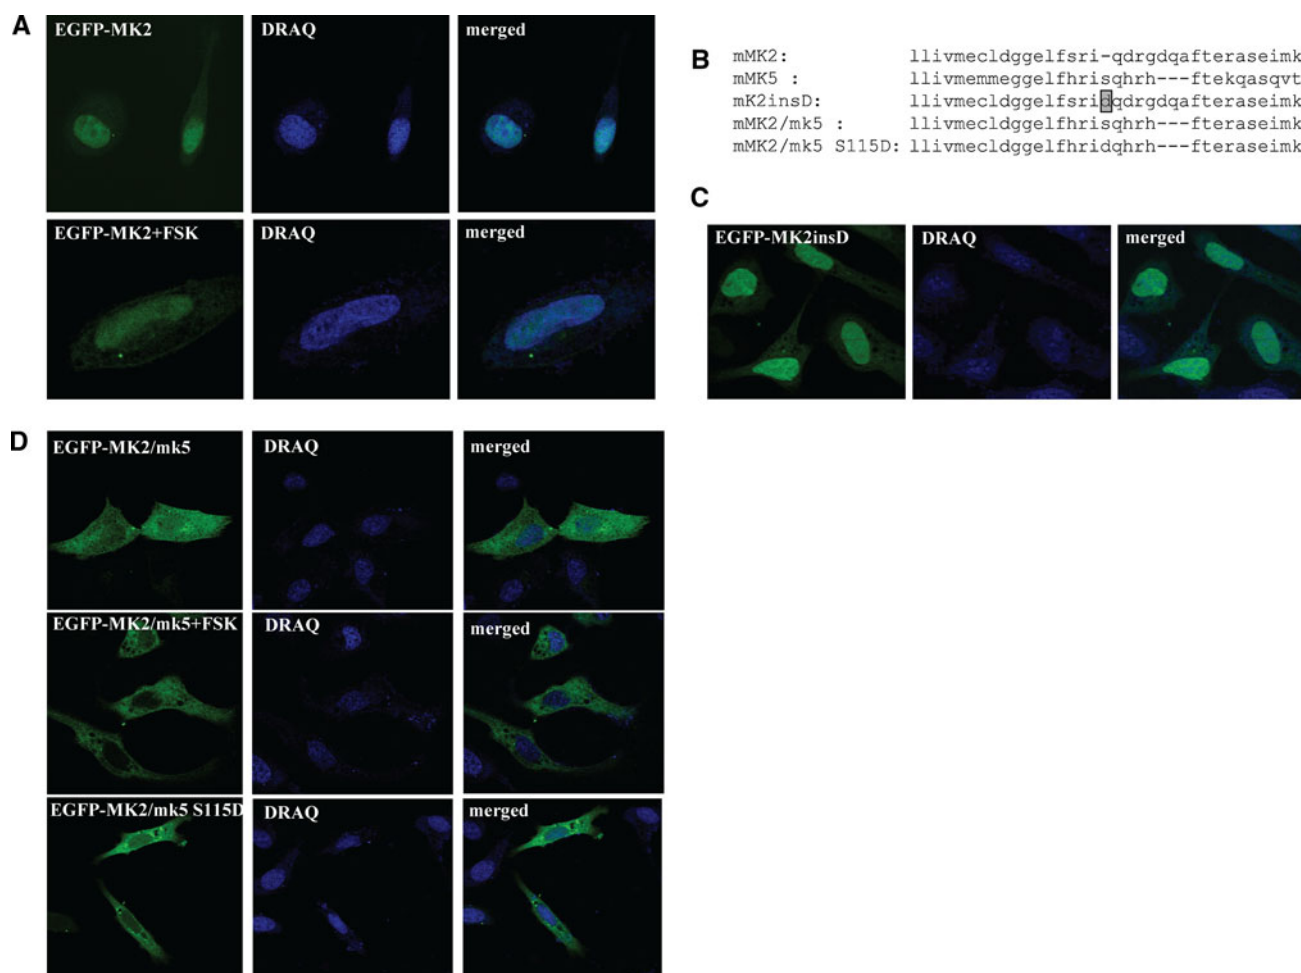 A
EGFP-MK2
DRAQ
merged
EGFP-MK2+FSK
DRAQ
merged
B
mMK2: llivmecldggelfsri-qdrgdqafteraseimk
mMK5 : llivmemmeggelfhrisqhrh---ftekqasqvt
mK2insD: llivmecldggelfsridqdrgdqafteraseimk
mMK2/mk5 : llivmecldggelfhrisqhrh---fteraseimk
mMK2/mk5 S115D: llivmecldggelfhridqhrh---fteraseimk
C
EGFP-MK2insD
DRAQ
merged
D
EGFP-MK2/mk5
DRAQ
merged
EGFP-MK2/mk5+FSK
DRAQ
merged
EGFP-MK2/mk5 S115D
DRAQ
merged